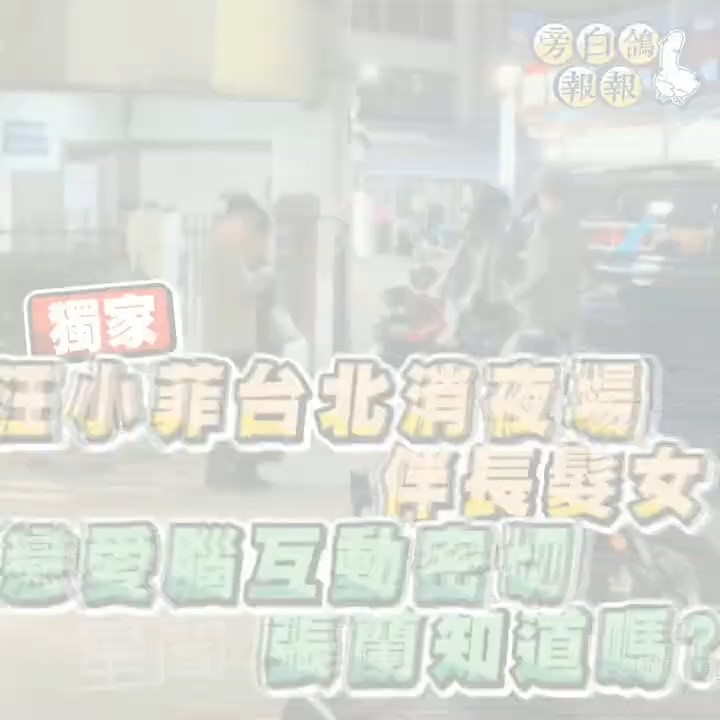 旁白鴿
報報
獨家
汪小菲台北消夜場
伴長髮女
戀愛腦互動密切
張蘭知道嗎?